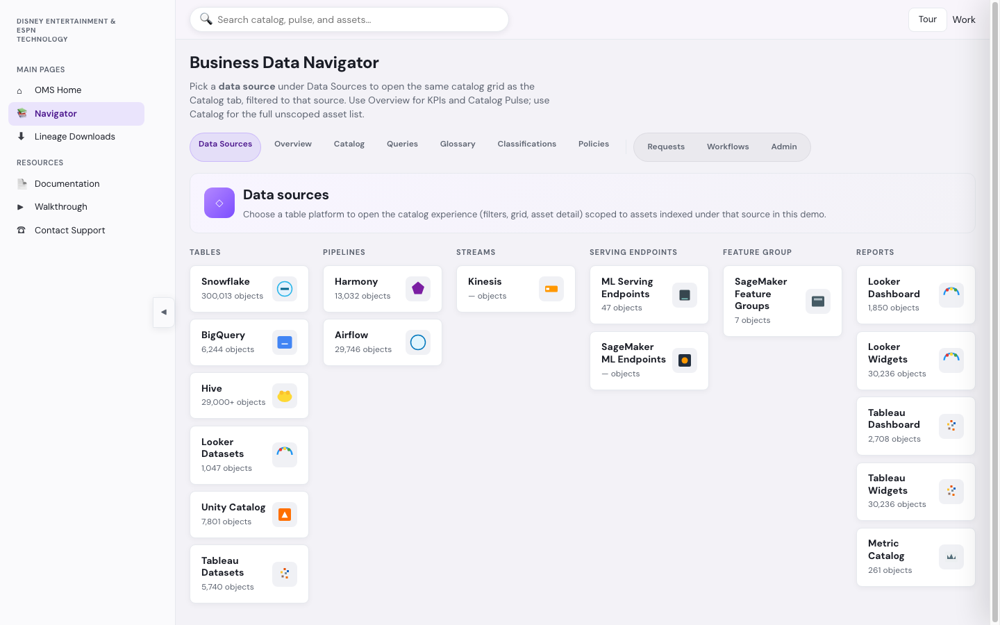 DISNEY ENTERTAINMENT &
ESPN
TECHNOLOGY
MAIN PAGES
OMS Home
Navigator
Lineage Downloads
RESOURCES
Documentation
Walkthrough
Contact Support
Search catalog, pulse, and assets...
Tour
Work
Business Data Navigator
Pick a data source under Data Sources to open the same catalog grid as the
Catalog tab, filtered to that source. Use Overview for KPIs and Catalog Pulse; use
Catalog for the full unscoped asset list.
Data Sources
Overview
Catalog
Queries
Glossary
Classifications
Policies
Requests
Workflows
Admin
Data sources
Choose a table platform to open the catalog experience (filters, grid, asset detail) scoped to assets indexed under that source in this demo.
TABLES
Snowflake
300,013 objects
BigQuery
6,244 objects
Hive
29,000+ objects
Looker
Datasets
1,047 objects
Unity Catalog
7,801 objects
Tableau
Datasets
5,740 objects
PIPELINES
Harmony
13,032 objects
Airflow
29,746 objects
STREAMS
Kinesis
— objects
SERVING ENDPOINTS
ML Serving
Endpoints
47 objects
SageMaker
ML Endpoints
— objects
FEATURE GROUP
SageMaker
Feature
Groups
7 objects
REPORTS
Looker
Dashboard
1,850 objects
Looker
Widgets
30,236 objects
Tableau
Dashboard
2,708 objects
Tableau
Widgets
30,236 objects
Metric
Catalog
261 objects